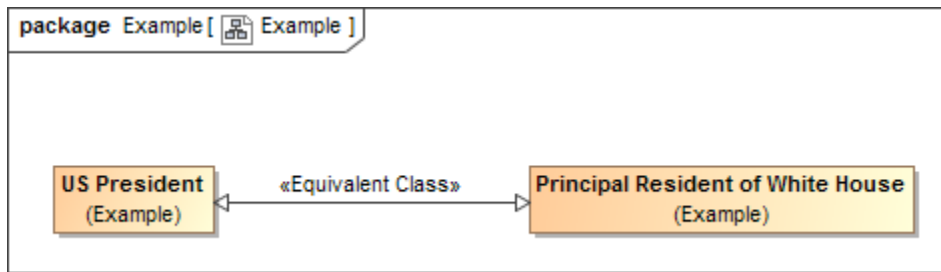 package Example [ Example ]
US President
(Example)
«Equivalent Class»
Principal Resident of White House
(Example)